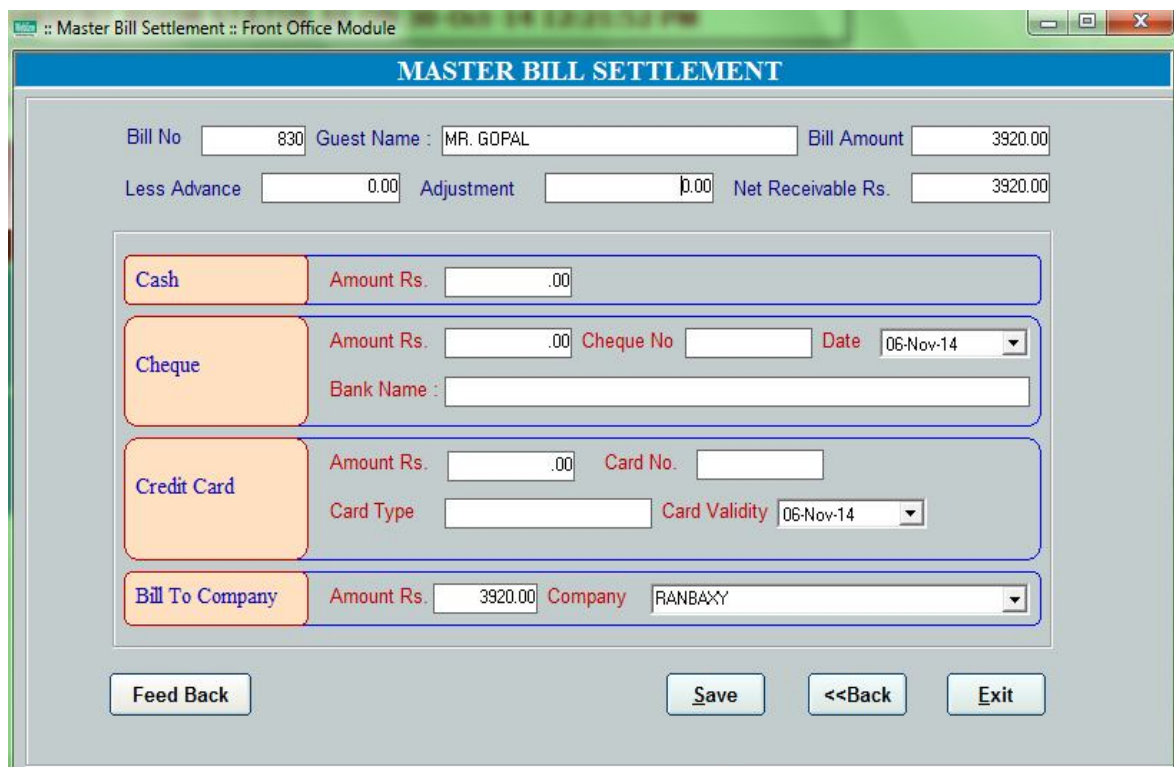 :: Master Bill Settlement :: Front Office Module
MASTER BILL SETTLEMENT
Bill No 830 Guest Name : MR. GOPAL Bill Amount 3920.00
Less Advance 0.00 Adjustment 0.00 Net Receivable Rs. 3920.00
Cash Amount Rs. .00
Amount Rs. .00 Cheque No Date 06-Nov-14
Cheque
Bank Name :
Amount Rs. .00 Card No.
Credit Card
Card Type Card Validity 06-Nov-14
Bill To Company Amount Rs. 3920.00 Company RANBAXY
Feed Back Save <<Back Exit